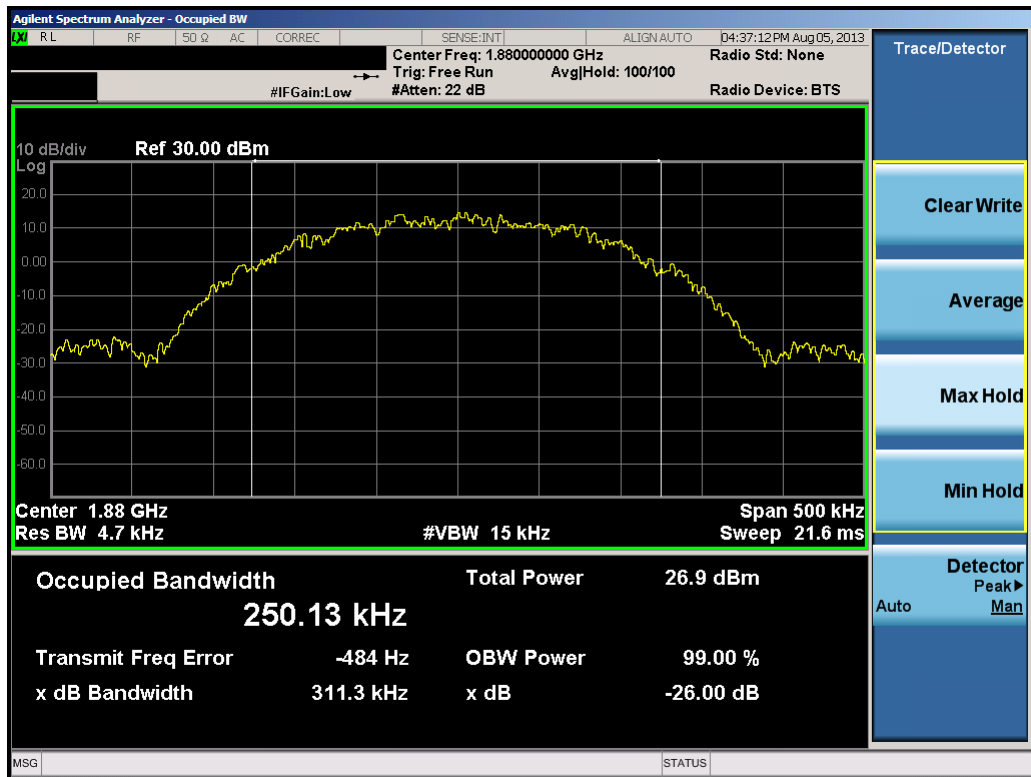 Agilent Spectrum Analyzer - Occupied BW
LXI RL RF 50 Ω AC CORREC SENSE:INT ALIGN AUTO 04:37:12 PM Aug 05, 2013
Center Freq: 1.880000000 GHz Radio Std: None
Trig: Free Run Avg|Hold: 100/100
#IFGain:Low #Atten: 22 dB Radio Device: BTS
10 dB/div Ref 30.00 dBm
Log
20.0
10.0
0.00
-10.0
-20.0
-30.0
-40.0
-50.0
-60.0
Center 1.88 GHz Span 500 kHz
Res BW 4.7 kHz #VBW 15 kHz Sweep 21.6 ms
Occupied Bandwidth Total Power 26.9 dBm
250.13 kHz
Transmit Freq Error -484 Hz OBW Power 99.00 %
x dB Bandwidth 311.3 kHz x dB -26.00 dB
Trace/Detector
Clear Write
Average
Max Hold
Min Hold
Detector
Peak▶
Auto Man
MSG STATUS